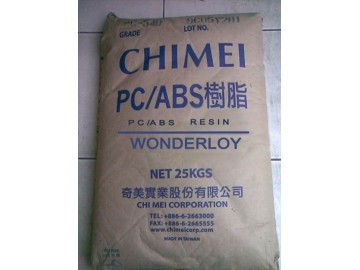 GRADE
LOT NO.
CHIMEI
PC/ABS樹脂
PC/ABS RESIN
WONDERLOY
NET 25KGS
奇美實業股份有限公司
CHI MEI CORPORATION
TEL: +886-6-2663000
FAX: +886-6-2665555
www.chimeicorp.com
MADE IN TAIWAN